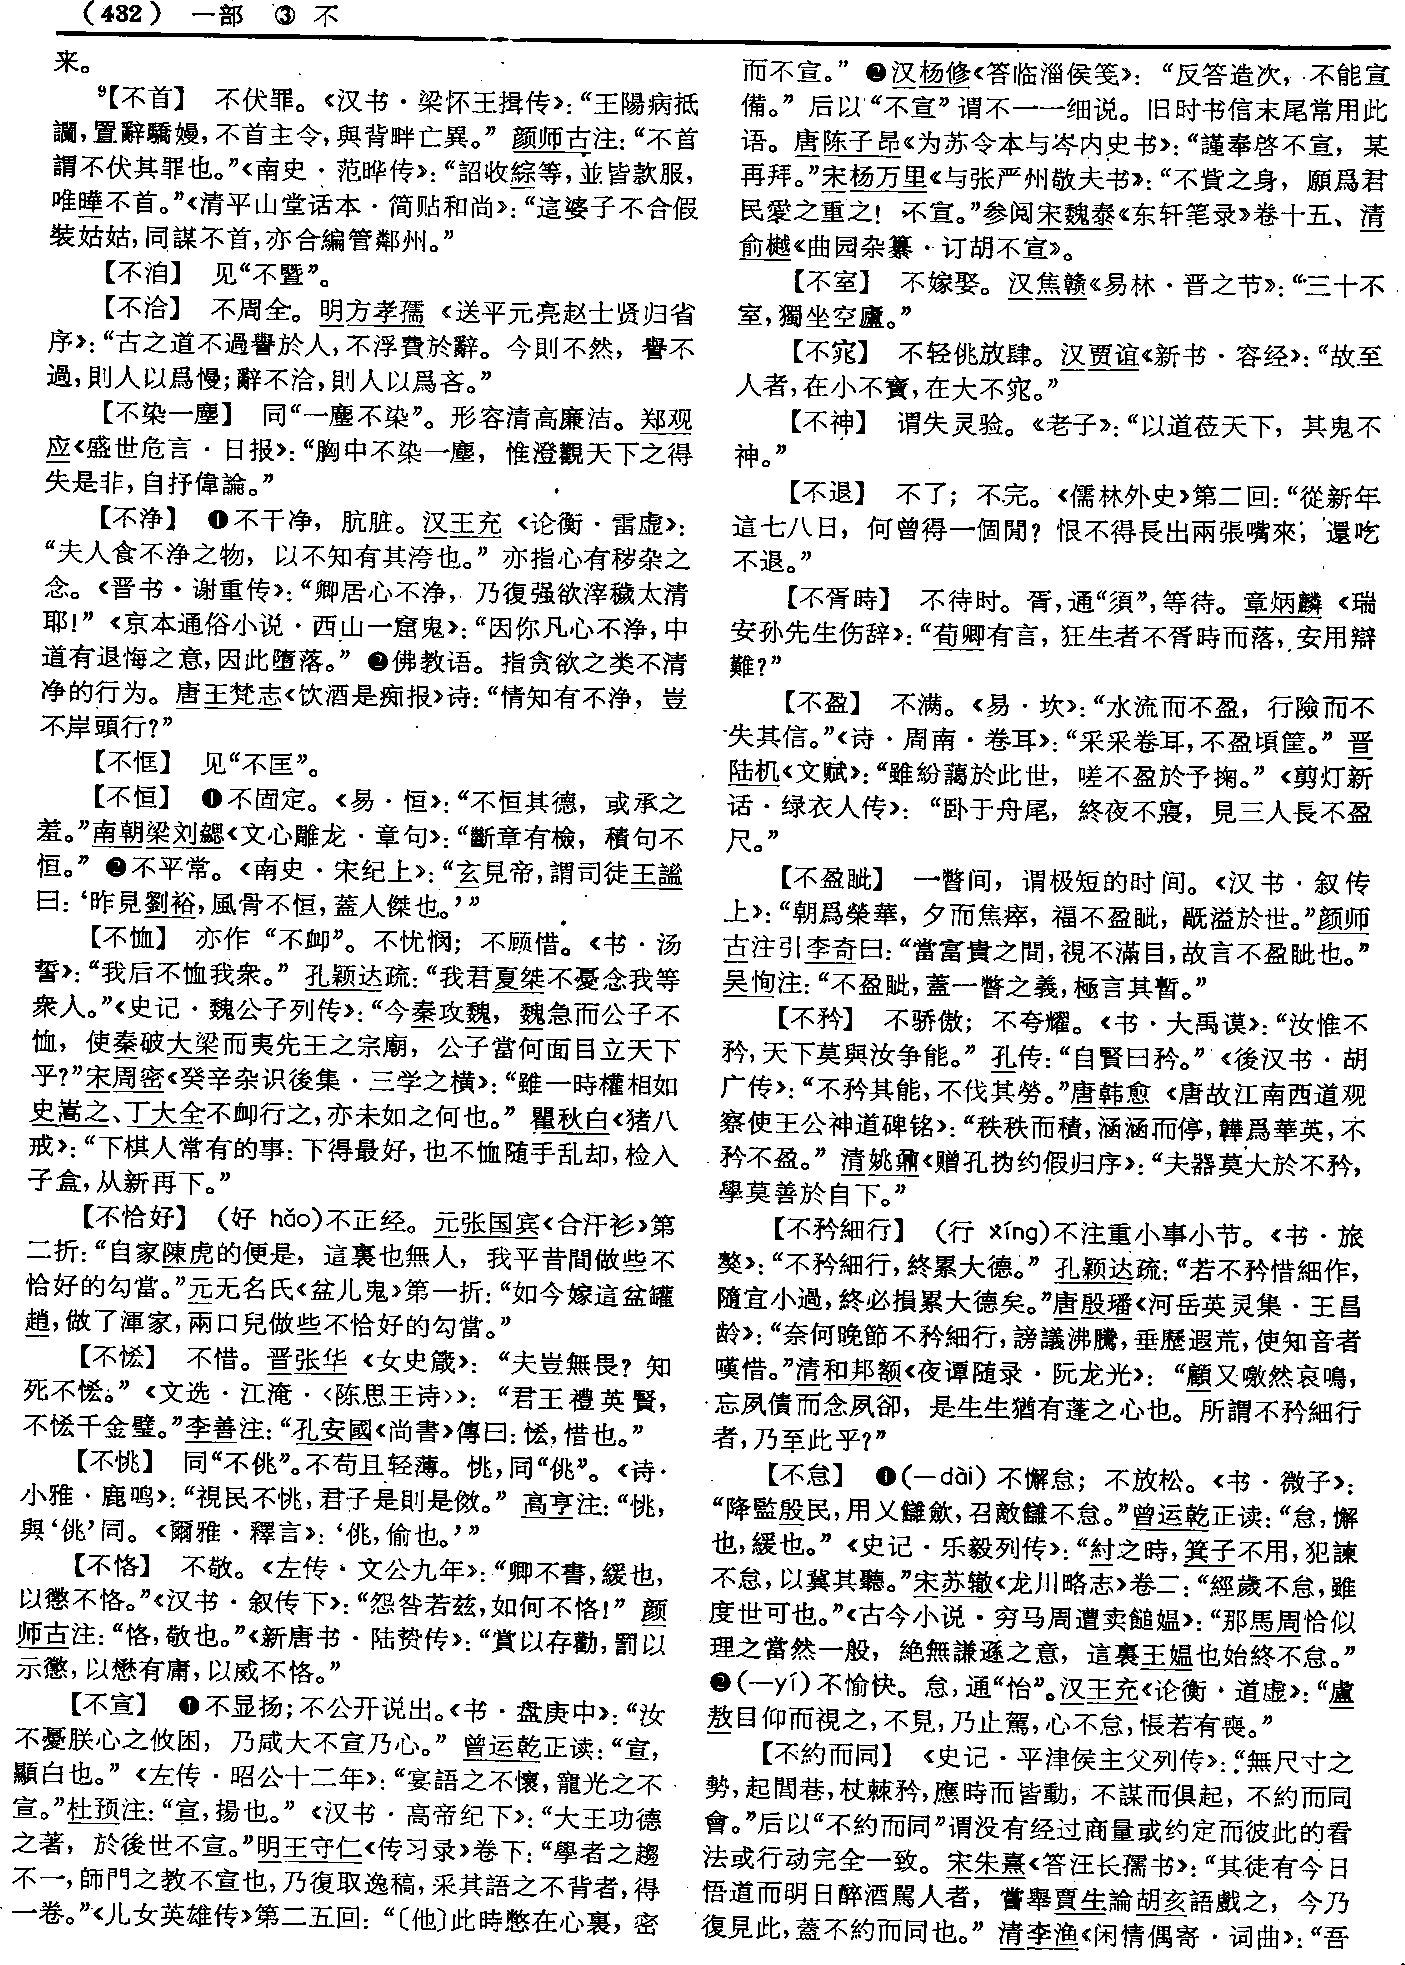 （432） 一部 ③ 不
来。
⁹【不首】 不伏罪。《汉书·梁怀王揖传》：“王陽病抵
讕，置辭驕嫚，不首主令，與背畔亡異。”颜师古注：“不首
謂不伏其罪也。”《南史·范晔传》：“詔收綜等，並皆款服，
唯曄不首。”《清平山堂话本·简贴和尚》：“這婆子不合假
裝姑姑，同謀不首，亦合編管鄰州。”
【不洎】 见“不暨”。
【不洽】 不周全。明方孝孺《送平元亮赵士贤归省
序》：“古之道不過譽於人，不浮費於辭。今則不然，譽不
過，則人以爲慢；辭不洽，則人以爲吝。”
【不染一塵】 同“一塵不染”。形容清高廉洁。郑观
应《盛世危言·日报》：“胸中不染一塵，惟澄觀天下之得
失是非，自抒偉論。”
【不净】 ❶不干净，肮脏。汉王充《论衡·雷虚》：
“夫人食不净之物，以不知有其洿也。”亦指心有秽杂之
念。《晋书·谢重传》：“卿居心不净，乃復强欲滓穢太清
耶！”《京本通俗小说·西山一窟鬼》：“因你凡心不净，中
道有退悔之意，因此墮落。”❷佛教语。指贪欲之类不清
净的行为。唐王梵志《饮酒是痴报》诗：“情知有不净，豈
不岸頭行？”
【不恇】 见“不匡”。
【不恒】 ❶不固定。《易·恒》：“不恒其德，或承之
羞。”南朝梁刘勰《文心雕龙·章句》：“斷章有檢，積句不
恒。”❷不平常。《南史·宋纪上》：“玄見帝，謂司徒王謐
曰：‘昨見劉裕，風骨不恒，蓋人傑也。’”
【不恤】 亦作“不卹”。不忧悯；不顾惜。《书·汤
誓》：“我后不恤我衆。”孔颖达疏：“我君夏桀不憂念我等
衆人。”《史记·魏公子列传》：“今秦攻魏，魏急而公子不
恤，使秦破大梁而夷先王之宗廟，公子當何面目立天下
乎？”宋周密《癸辛杂识後集·三学之横》：“雖一時權相如
史嵩之、丁大全不卹行之，亦未如之何也。”瞿秋白《猪八
戒》：“下棋人常有的事：下得最好，也不恤随手乱却，检入
子盒，从新再下。”
【不恰好】 （好 hǎo）不正经。元张国宾《合汗衫》第
二折：“自家陳虎的便是，這裏也無人，我平昔間做些不
恰好的勾當。”元无名氏《盆儿鬼》第一折：“如今嫁這盆罐
趙，做了渾家，兩口兒做些不恰好的勾當。”
【不恡】 不惜。晋张华《女史箴》：“夫豈無畏？知
死不恡。”《文选·江淹·〈陈思王诗〉》：“君王禮英賢，
不恡千金璧。”李善注：“孔安國《尚書》傳曰：恡，惜也。”
【不恌】 同“不佻”。不苟且轻薄。恌，同“佻”。《诗·
小雅·鹿鸣》：“視民不恌，君子是則是傚。”高亨注：“恌，
與‘佻’同。《爾雅·釋言》：‘佻，偷也。’”
【不恪】 不敬。《左传·文公九年》：“卿不書，緩也，
以懲不恪。”《汉书·叙传下》：“怨咎若兹，如何不恪！”颜
师古注：“恪，敬也。”《新唐书·陆贽传》：“賞以存勸，罰以
示懲，以懋有庸，以威不恪。”
【不宣】 ❶不显扬；不公开说出。《书·盘庚中》：“汝
不憂朕心之攸困，乃咸大不宣乃心。”曾运乾正读：“宣，
顯白也。”《左传·昭公十二年》：“宴語之不懷，寵光之不
宣。”杜预注：“宣，揚也。”《汉书·高帝纪下》：“大王功德
之著，於後世不宣。”明王守仁《传习录》卷下：“學者之趨
不一，師門之教不宣也，乃復取逸稿，采其語之不背者，得
一卷。”《儿女英雄传》第二五回：“〔他〕此時憋在心裏，密
而不宣。”❷汉杨修《答临淄侯笺》：“反答造次，不能宣
備。”后以“不宣”谓不一一细说。旧时书信末尾常用此
语。唐陈子昂《为苏令本与岑内史书》：“謹奉啓不宣，某
再拜。”宋杨万里《与张严州敬夫书》：“不貲之身，願爲君
民愛之重之！不宣。”参阅宋魏泰《东轩笔录》卷十五、清
俞樾《曲园杂纂·订胡不宣》。
【不室】 不嫁娶。汉焦赣《易林·晋之节》：“三十不
室，獨坐空廬。”
【不窕】 不轻佻放肆。汉贾谊《新书·容经》：“故至
人者，在小不寶，在大不窕。”
【不神】 谓失灵验。《老子》：“以道莅天下，其鬼不
神。”
【不退】 不了；不完。《儒林外史》第二回：“從新年
這七八日，何曾得一個閒？恨不得長出兩張嘴來，還吃
不退。”
【不胥時】 不待时。胥，通“須”，等待。章炳麟《瑞
安孙先生伤辞》：“荀卿有言，狂生者不胥時而落，安用辯
難？”
【不盈】 不满。《易·坎》：“水流而不盈，行險而不
失其信。”《诗·周南·卷耳》：“采采卷耳，不盈頃筐。”晋
陆机《文赋》：“雖紛藹於此世，嗟不盈於予掬。”《剪灯新
话·绿衣人传》：“卧于舟尾，終夜不寢，見三人長不盈
尺。”
【不盈眦】 一瞥间，谓极短的时间。《汉书·叙传
上》：“朝爲榮華，夕而焦瘁，福不盈眦，旤溢於世。”颜师
古注引李奇曰：“當富貴之間，視不滿目，故言不盈眦也。”
吴恂注：“不盈眦，蓋一瞥之義，極言其暫。”
【不矜】 不骄傲；不夸耀。《书·大禹谟》：“汝惟不
矜，天下莫與汝争能。”孔传：“自賢曰矜。”《後汉书·胡
广传》：“不矜其能，不伐其勞。”唐韩愈《唐故江南西道观
察使王公神道碑铭》：“秩秩而積，涵涵而停，韡爲華英，不
矜不盈。”清姚鼐《赠孔㧑约假归序》：“夫器莫大於不矜，
學莫善於自下。”
【不矜細行】 （行 xíng）不注重小事小节。《书·旅
獒》：“不矜細行，終累大德。”孔颖达疏：“若不矜惜細作，
隨宜小過，終必損累大德矣。”唐殷璠《河岳英灵集·王昌
龄》：“奈何晚節不矜細行，謗議沸騰，垂歷遐荒，使知音者
嘆惜。”清和邦额《夜谭随录·阮龙光》：“顧又噭然哀鳴，
忘夙債而念夙卻，是生生猶有蓬之心也。所謂不矜細行
者，乃至此乎？”
【不怠】 ❶（—dài）不懈怠；不放松。《书·微子》：
“降監殷民，用乂讎斂，召敵讎不怠。”曾运乾正读：“怠，懈
也，緩也。”《史记·乐毅列传》：“紂之時，箕子不用，犯諫
不怠，以冀其聽。”宋苏辙《龙川略志》卷二：“經歲不怠，雖
度世可也。”《古今小说·穷马周遭卖䭔媪》：“那馬周恰似
理之當然一般，絶無謙遜之意，這裏王媪也始終不怠。”
❷（—yí）不愉快。怠，通“怡”。汉王充《论衡·道虚》：“盧
敖目仰而視之，不見，乃止駕，心不怠，悵若有喪。”
【不約而同】 《史记·平津侯主父列传》：“無尺寸之
勢，起閭巷，杖棘矜，應時而皆動，不謀而俱起，不約而同
會。”后以“不約而同”谓没有经过商量或约定而彼此的看
法或行动完全一致。宋朱熹《答汪长孺书》：“其徒有今日
悟道而明日醉酒駡人者，嘗舉賈生論胡亥語戲之，今乃
復見此，蓋不約而同也。”清李渔《闲情偶寄·词曲》：“吾